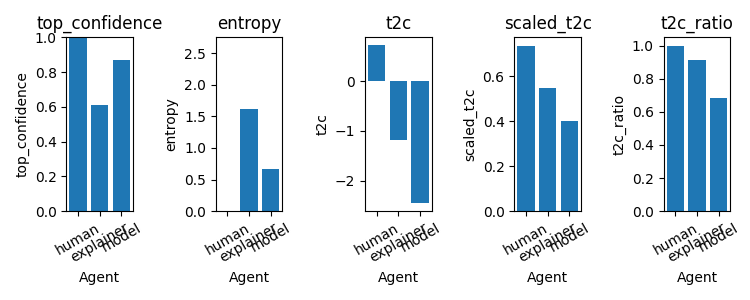 top_confidence entropy t2c scaled_t2c t2c_ratio
top_confidence
1.0
0.8
0.6
0.4
0.2
0.0
human explainer model
Agent
entropy
2.5
2.0
1.5
1.0
0.5
0.0
human explainer model
Agent
t2c
0
−1
−2
human explainer model
Agent
scaled_t2c
0.6
0.4
0.2
0.0
human explainer model
Agent
t2c_ratio
1.0
0.8
0.6
0.4
0.2
0.0
human explainer model
Agent